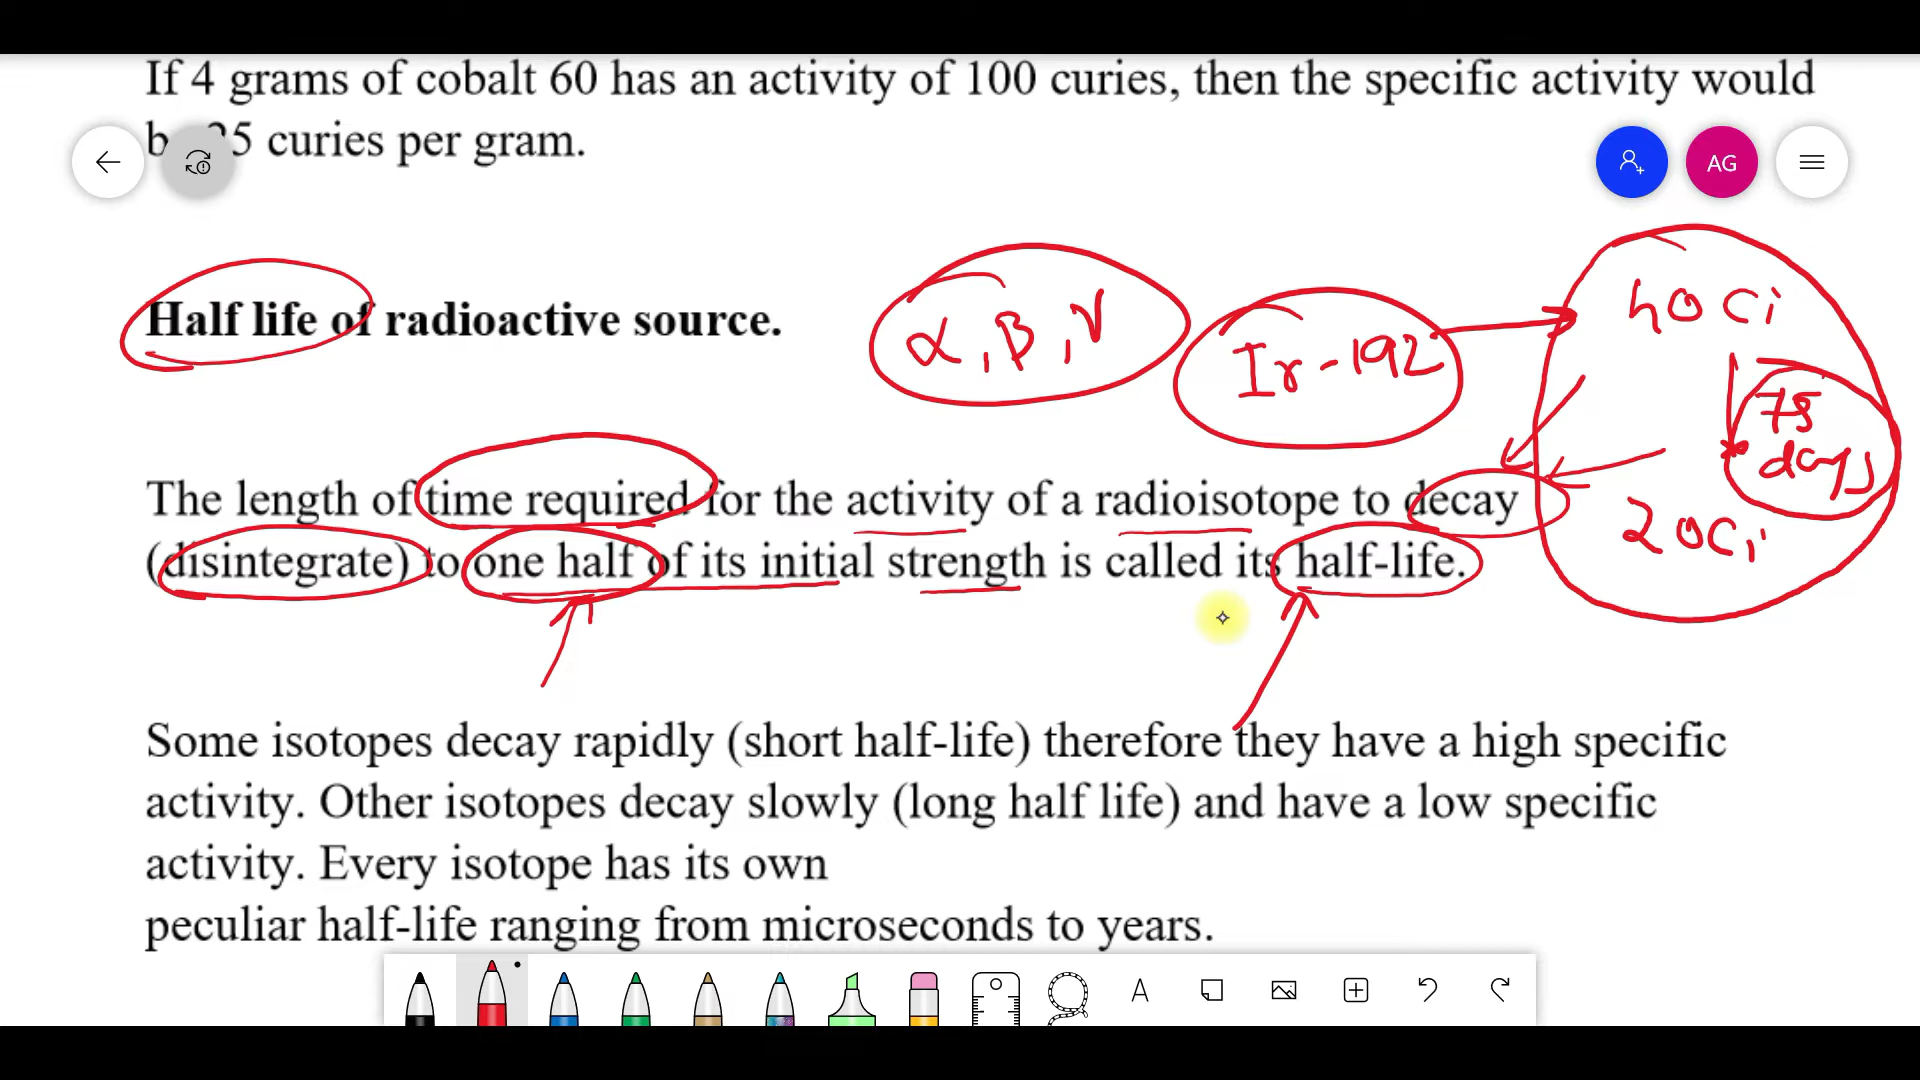 If 4 grams of cobalt 60 has an activity of 100 curies, then the specific activity would
25 curies per gram.
AG
Half life of radioactive source.
α, β, γ
Ir-192
40 Ci
days
20 Ci
The length of time required for the activity of a radioisotope to decay
(disintegrate) to one half of its initial strength is called its half-life.
Some isotopes decay rapidly (short half-life) therefore they have a high specific
activity. Other isotopes decay slowly (long half life) and have a low specific
activity. Every isotope has its own
peculiar half-life ranging from microseconds to years.
A